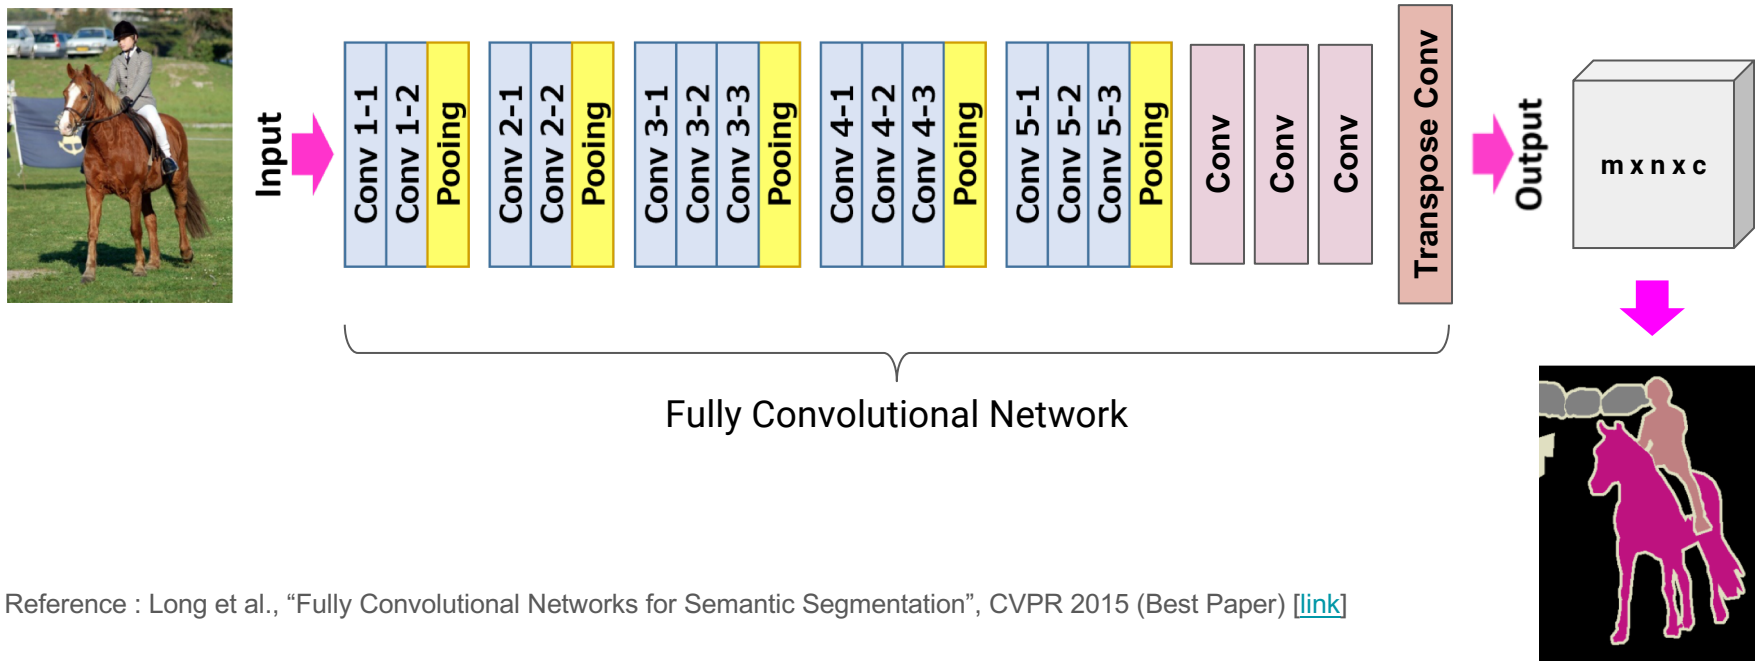 Input
Conv 1-1
Conv 1-2
Pooing
Conv 2-1
Conv 2-2
Pooing
Conv 3-1
Conv 3-2
Conv 3-3
Pooing
Conv 4-1
Conv 4-2
Conv 4-3
Pooing
Conv 5-1
Conv 5-2
Conv 5-3
Pooing
Conv
Conv
Conv
Transpose Conv
Output
m x n x c
Fully Convolutional Network
Reference : Long et al., “Fully Convolutional Networks for Semantic Segmentation”, CVPR 2015 (Best Paper) [link]